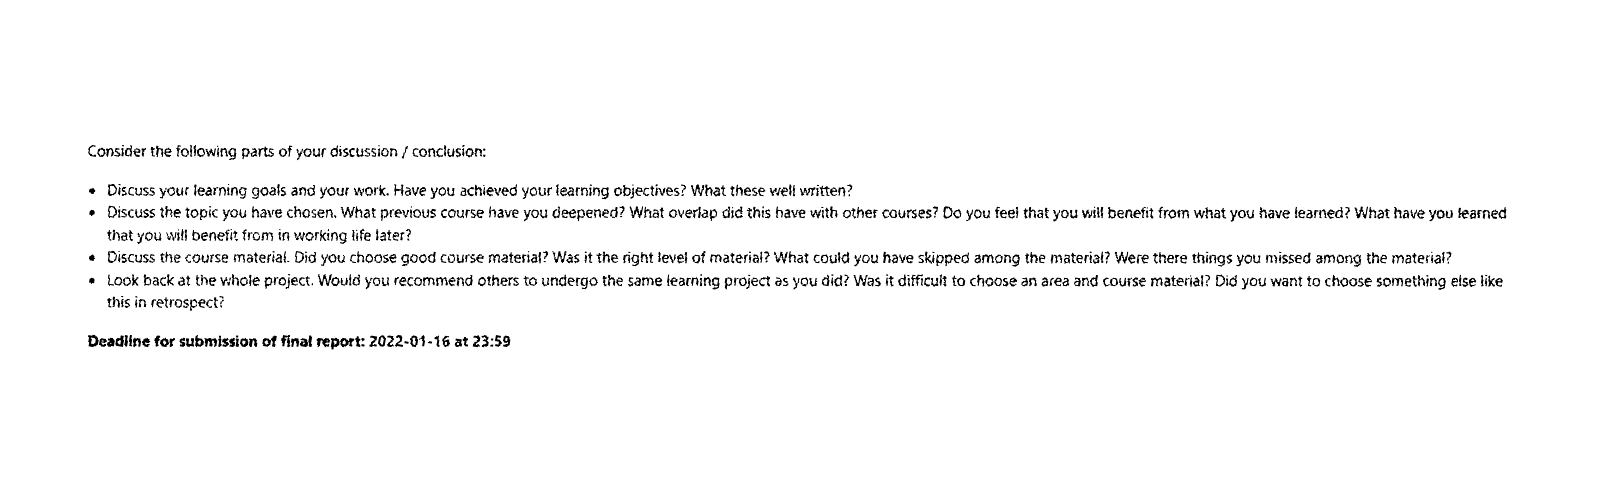 Consider the following parts of your discussion / conclusion:
• Discuss your learning goals and your work. Have you achieved your learning objectives? What these well written?
• Discuss the topic you have chosen. What previous course have you deepened? What overlap did this have with other courses? Do you feel that you will benefit from what you have learned? What have you learned
that you will benefit from in working life later?
• Discuss the course material. Did you choose good course material? Was it the right level of material? What could you have skipped among the material? Were there things you missed among the material?
• Look back at the whole project. Would you recommend others to undergo the same learning project as you did? Was it difficult to choose an area and course material? Did you want to choose something else like
this in retrospect?
Deadline for submission of final report: 2022-01-16 at 23:59